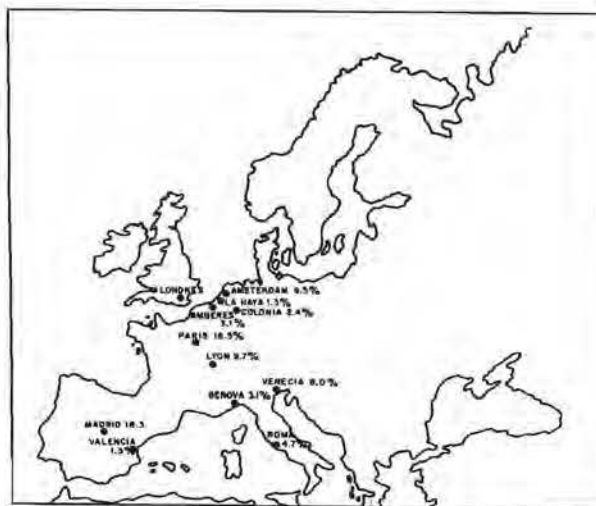 LONDRES
AMSTERDAM 9.5%
LA HAYA 1.3%
COLONIA 2.4%
AMBERES
3.1%
PARIS 16.5%
LYON 9.7%
VENECIA 8.0%
GENOVA 3.1%
MADRID 18.3
VALENCIA
1.3%
ROMA
4.7%